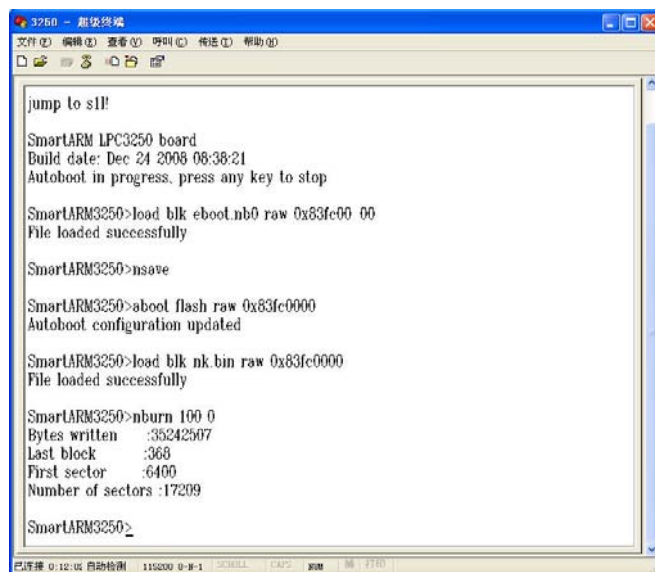 3250 - 超级终端
文件(F) 编辑(E) 查看(V) 呼叫(C) 传送(T) 帮助(H)
jump to s1l!
SmartARM LPC3250 board
Build date: Dec 24 2008 08:38:21
Autoboot in progress, press any key to stop
SmartARM3250>load blk eboot.nb0 raw 0x83fc00 00
File loaded successfully
SmartARM3250>nsave
SmartARM3250>aboot flash raw 0x83fc0000
Autoboot configuration updated
SmartARM3250>load blk nk.bin raw 0x83fc0000
File loaded successfully
SmartARM3250>nburn 100 0
Bytes written :35242507
Last block :368
First sector :6400
Number of sectors :17209
SmartARM3250>_
已连接 0:12:0 自动检测 115200 8-N-1 SCROLL CAPS NUM 捕 打印